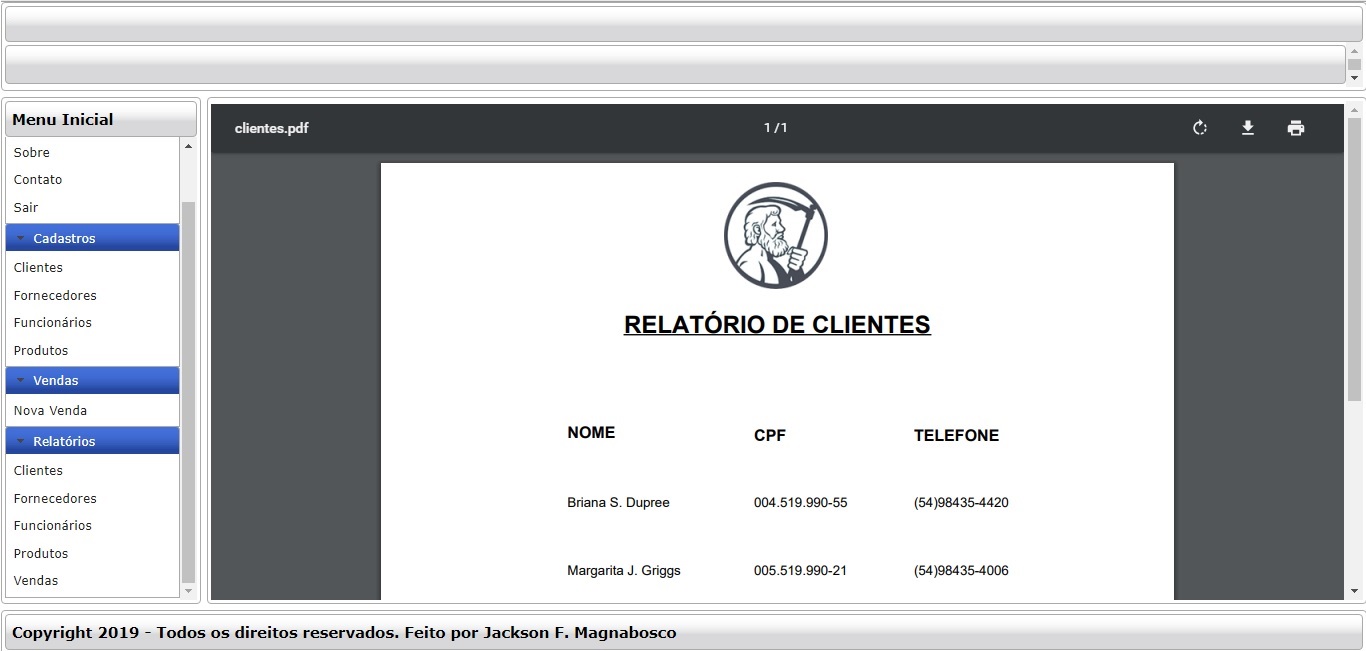 Menu Inicial
Sobre
Contato
Sair
Cadastros
Clientes
Fornecedores
Funcionários
Produtos
Vendas
Nova Venda
Relatórios
Clientes
Fornecedores
Funcionários
Produtos
Vendas
clientes.pdf 1 / 1
RELATÓRIO DE CLIENTES
NOME CPF TELEFONE
Briana S. Dupree 004.519.990-55 (54)98435-4420
Margarita J. Griggs 005.519.990-21 (54)98435-4006
Copyright 2019 - Todos os direitos reservados. Feito por Jackson F. Magnabosco